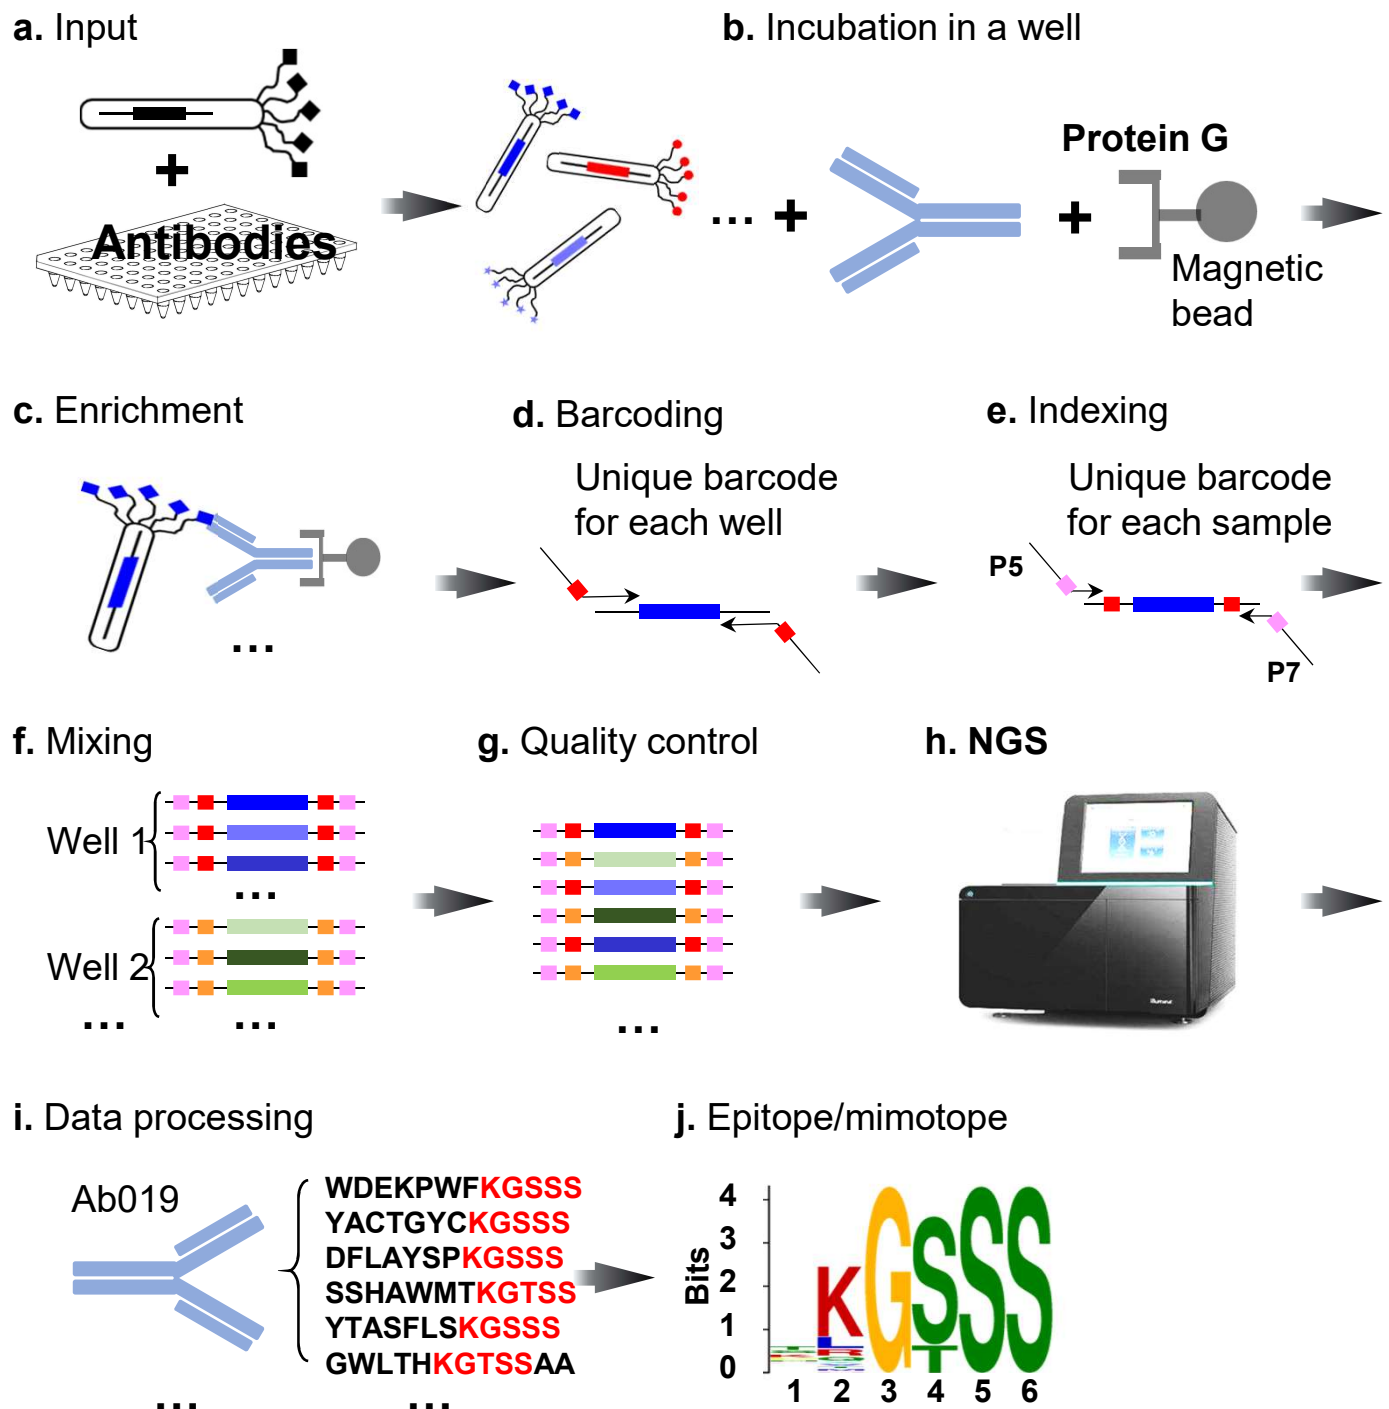 a. Input
b. Incubation in a well
+
Antibodies
... +
+
Protein G
Magnetic
bead
c. Enrichment
...
d. Barcoding
Unique barcode
for each well
e. Indexing
Unique barcode
for each sample
P5
P7
f. Mixing
Well 1
...
Well 2
... ...
g. Quality control
...
h. NGS
illumina
i. Data processing
Ab019
WDEKPWFKGSSS
YACTGYCKGSSS
DFLAYSPKGSSS
SSHAWMTKGTSS
YTASFLSKGSSS
GWLTHKGTSSAA
... ...
j. Epitope/mimotope
Bits
4
3
2
1
0
K G S S S
T
1 2 3 4 5 6